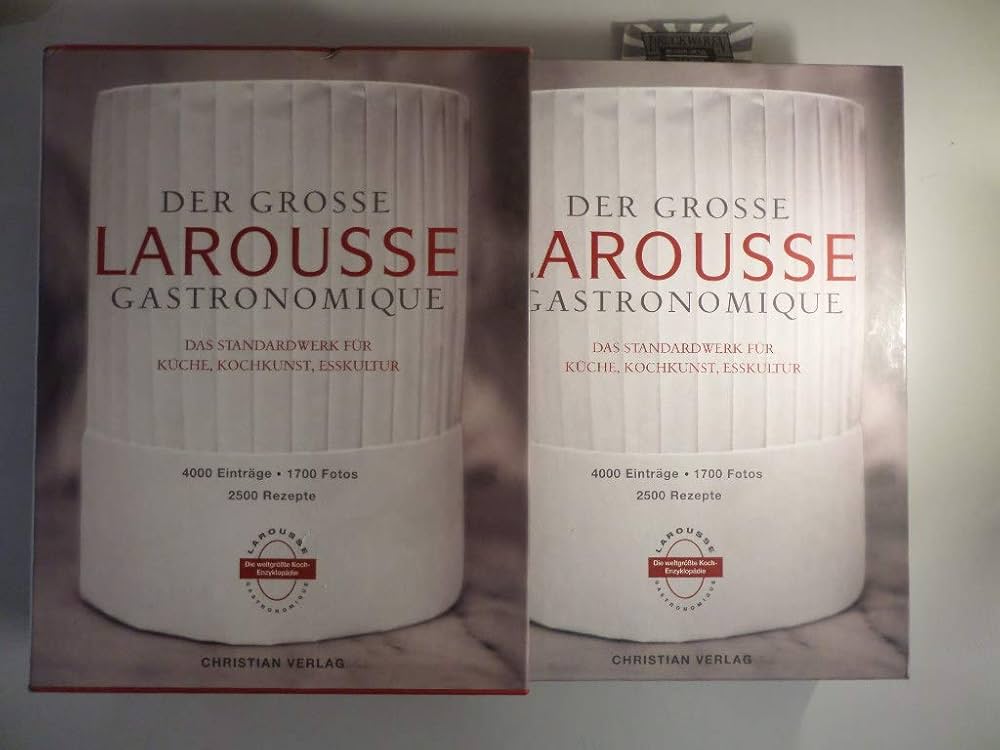 DRUCKWAREN
DER GROSSE
LAROUSSE
GASTRONOMIQUE
DAS STANDARDWERK FÜR
KÜCHE, KOCHKUNST, ESSKULTUR
4000 Einträge • 1700 Fotos
2500 Rezepte
LAROUSSE
Die weltgrößte Koch-
Enzyklopädie
GASTRONOMIQUE
CHRISTIAN VERLAG
DER GROSSE
LAROUSSE
GASTRONOMIQUE
DAS STANDARDWERK FÜR
KÜCHE, KOCHKUNST, ESSKULTUR
4000 Einträge • 1700 Fotos
2500 Rezepte
LAROUSSE
Die weltgrößte Koch-
Enzyklopädie
GASTRONOMIQUE
CHRISTIAN VERLAG